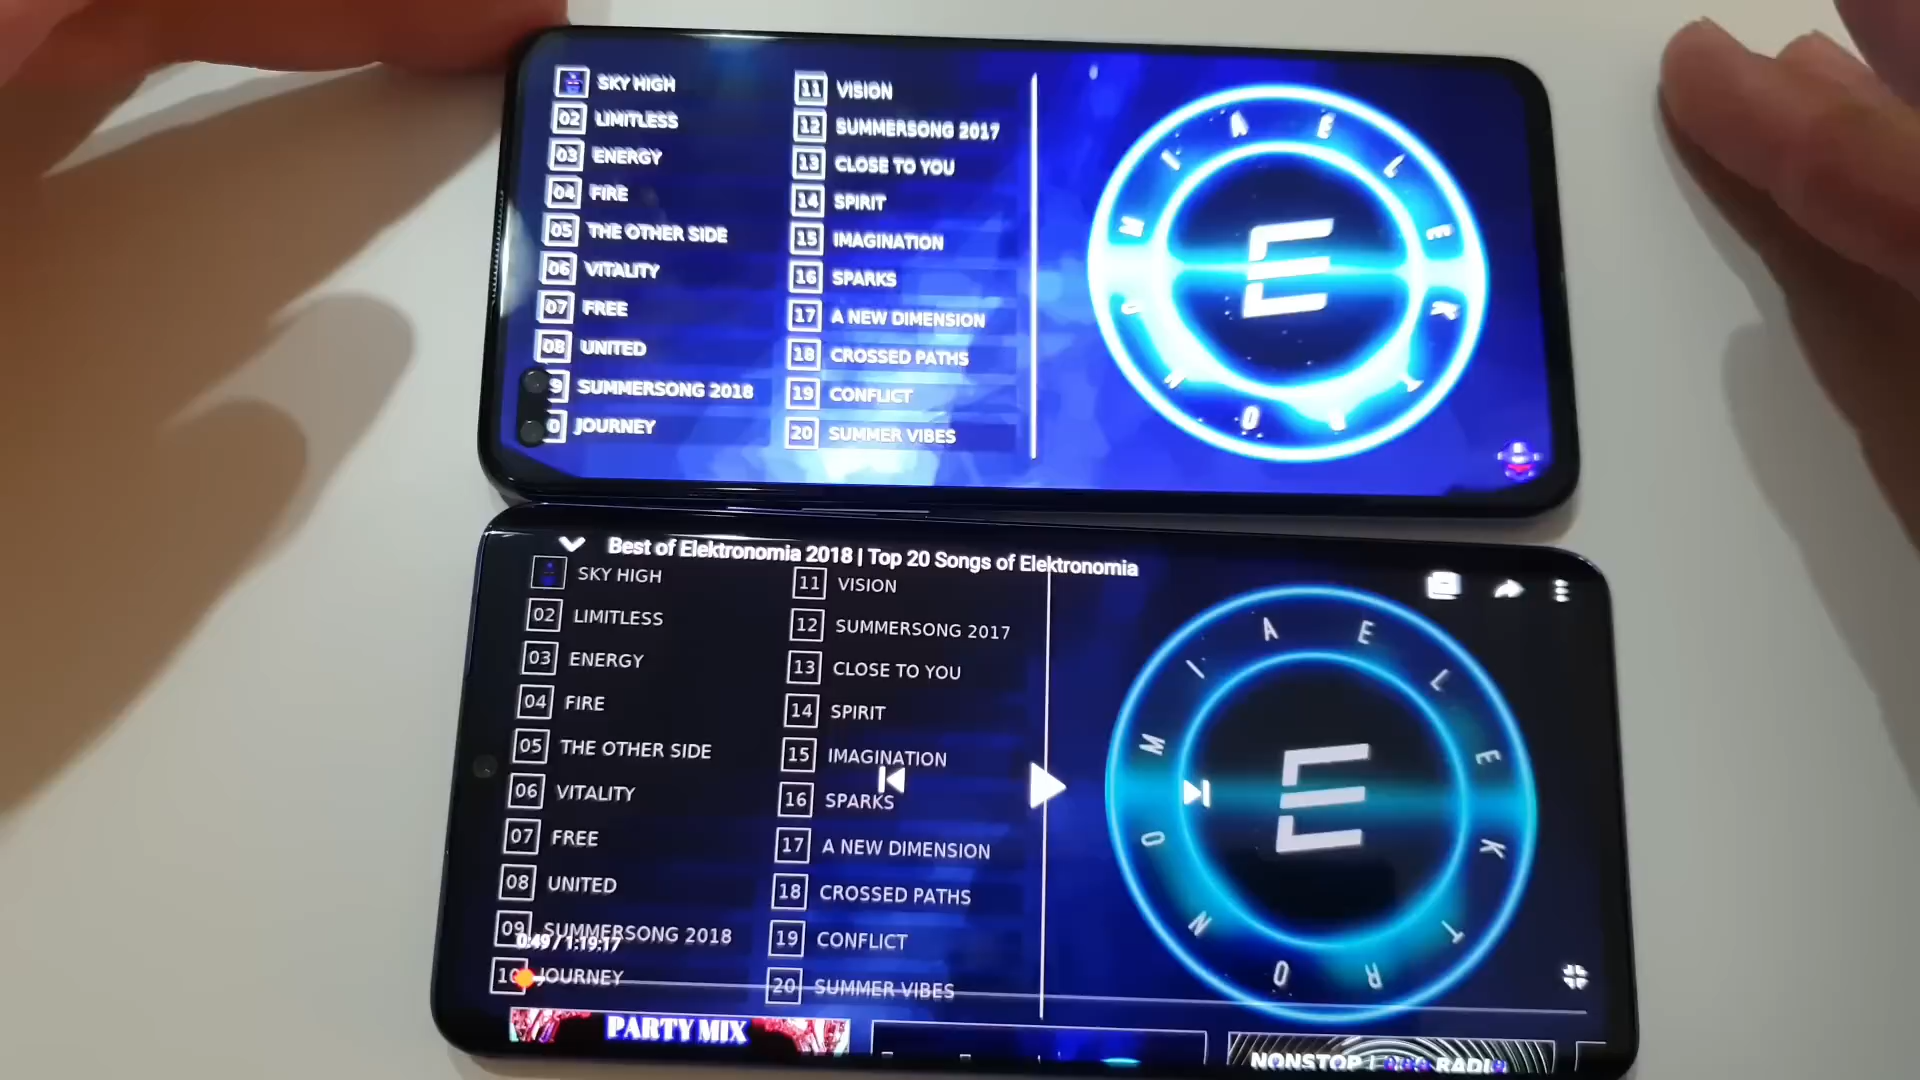 SKY HIGH
02 LIMITLESS
03 ENERGY
04 FIRE
05 THE OTHER SIDE
06 VITALITY
07 FREE
08 UNITED
9 SUMMERSONG 2018
0 JOURNEY
11 VISION
12 SUMMERSONG 2017
13 CLOSE TO YOU
14 SPIRIT
15 IMAGINATION
16 SPARKS
17 A NEW DIMENSION
18 CROSSED PATHS
19 CONFLICT
20 SUMMER VIBES
ELEKTRONOMIA
E
Best of Elektronomia 2018 | Top 20 Songs of Elektronomia
SKY HIGH
02 LIMITLESS
03 ENERGY
04 FIRE
05 THE OTHER SIDE
06 VITALITY
07 FREE
08 UNITED
09 SUMMERSONG 2018
0:49 / 1:19:17
10 JOURNEY
11 VISION
12 SUMMERSONG 2017
13 CLOSE TO YOU
14 SPIRIT
15 IMAGINATION
16 SPARKS
17 A NEW DIMENSION
18 CROSSED PATHS
19 CONFLICT
20 SUMMER VIBES
ELEKTRONOMIA
E
PARTY MIX
NONSTOP